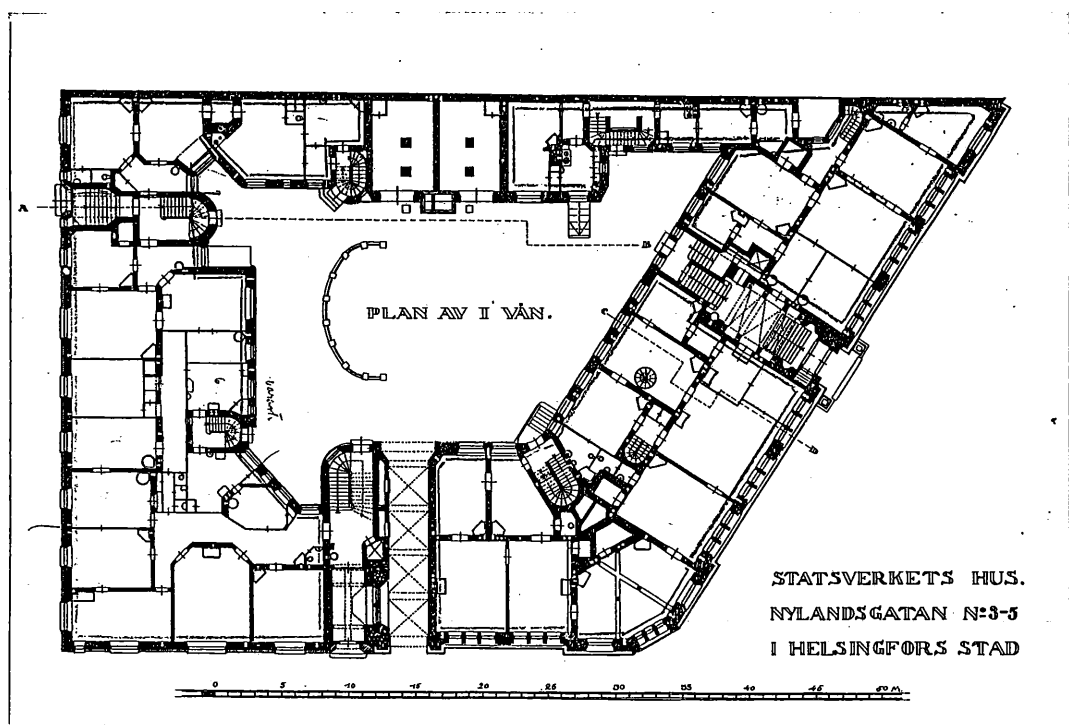 A
B
PLAN AV I VÅN.
C
D
STATSVERKETS HUS.
NYLANDSGATAN No: 3-5
I HELSINGFORS STAD
0 5 10 15 20 25 30 35 40 45 50 M.